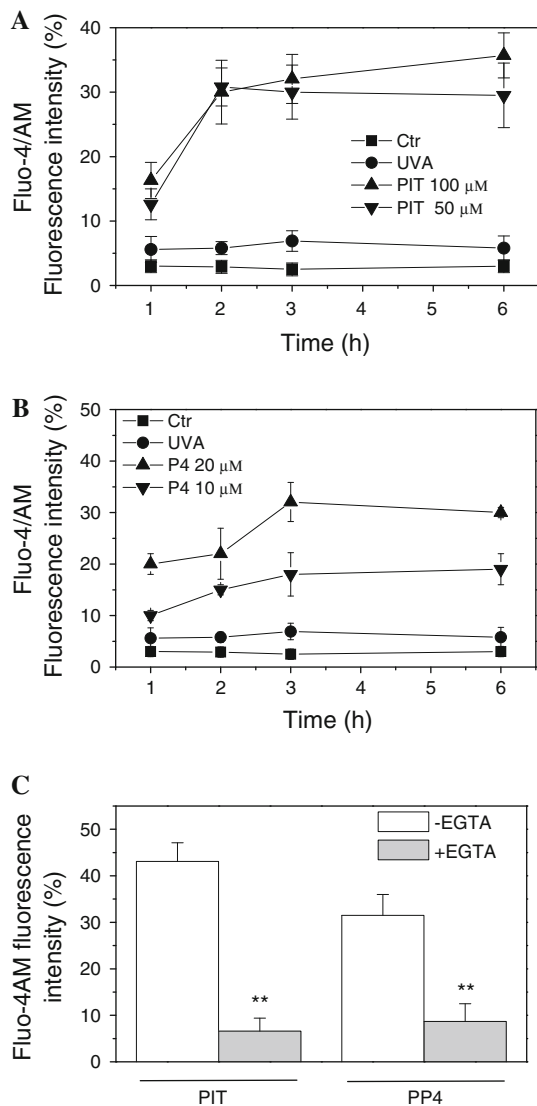 A
Fluo-4/AM
Fluorescence intensity (%)
40
30
20
10
0
Ctr
UVA
PIT 100 µM
PIT 50 µM
1 2 3 4 5 6
Time (h)
B
Fluo-4/AM
Fluorescence intensity (%)
50
40
30
20
10
0
Ctr
UVA
P4 20 µM
P4 10 µM
1 2 3 4 5 6
Time (h)
C
Fluo-4AM fluorescence
intensity (%)
50
40
30
20
10
0
-EGTA
+EGTA
**
**
PIT PP4